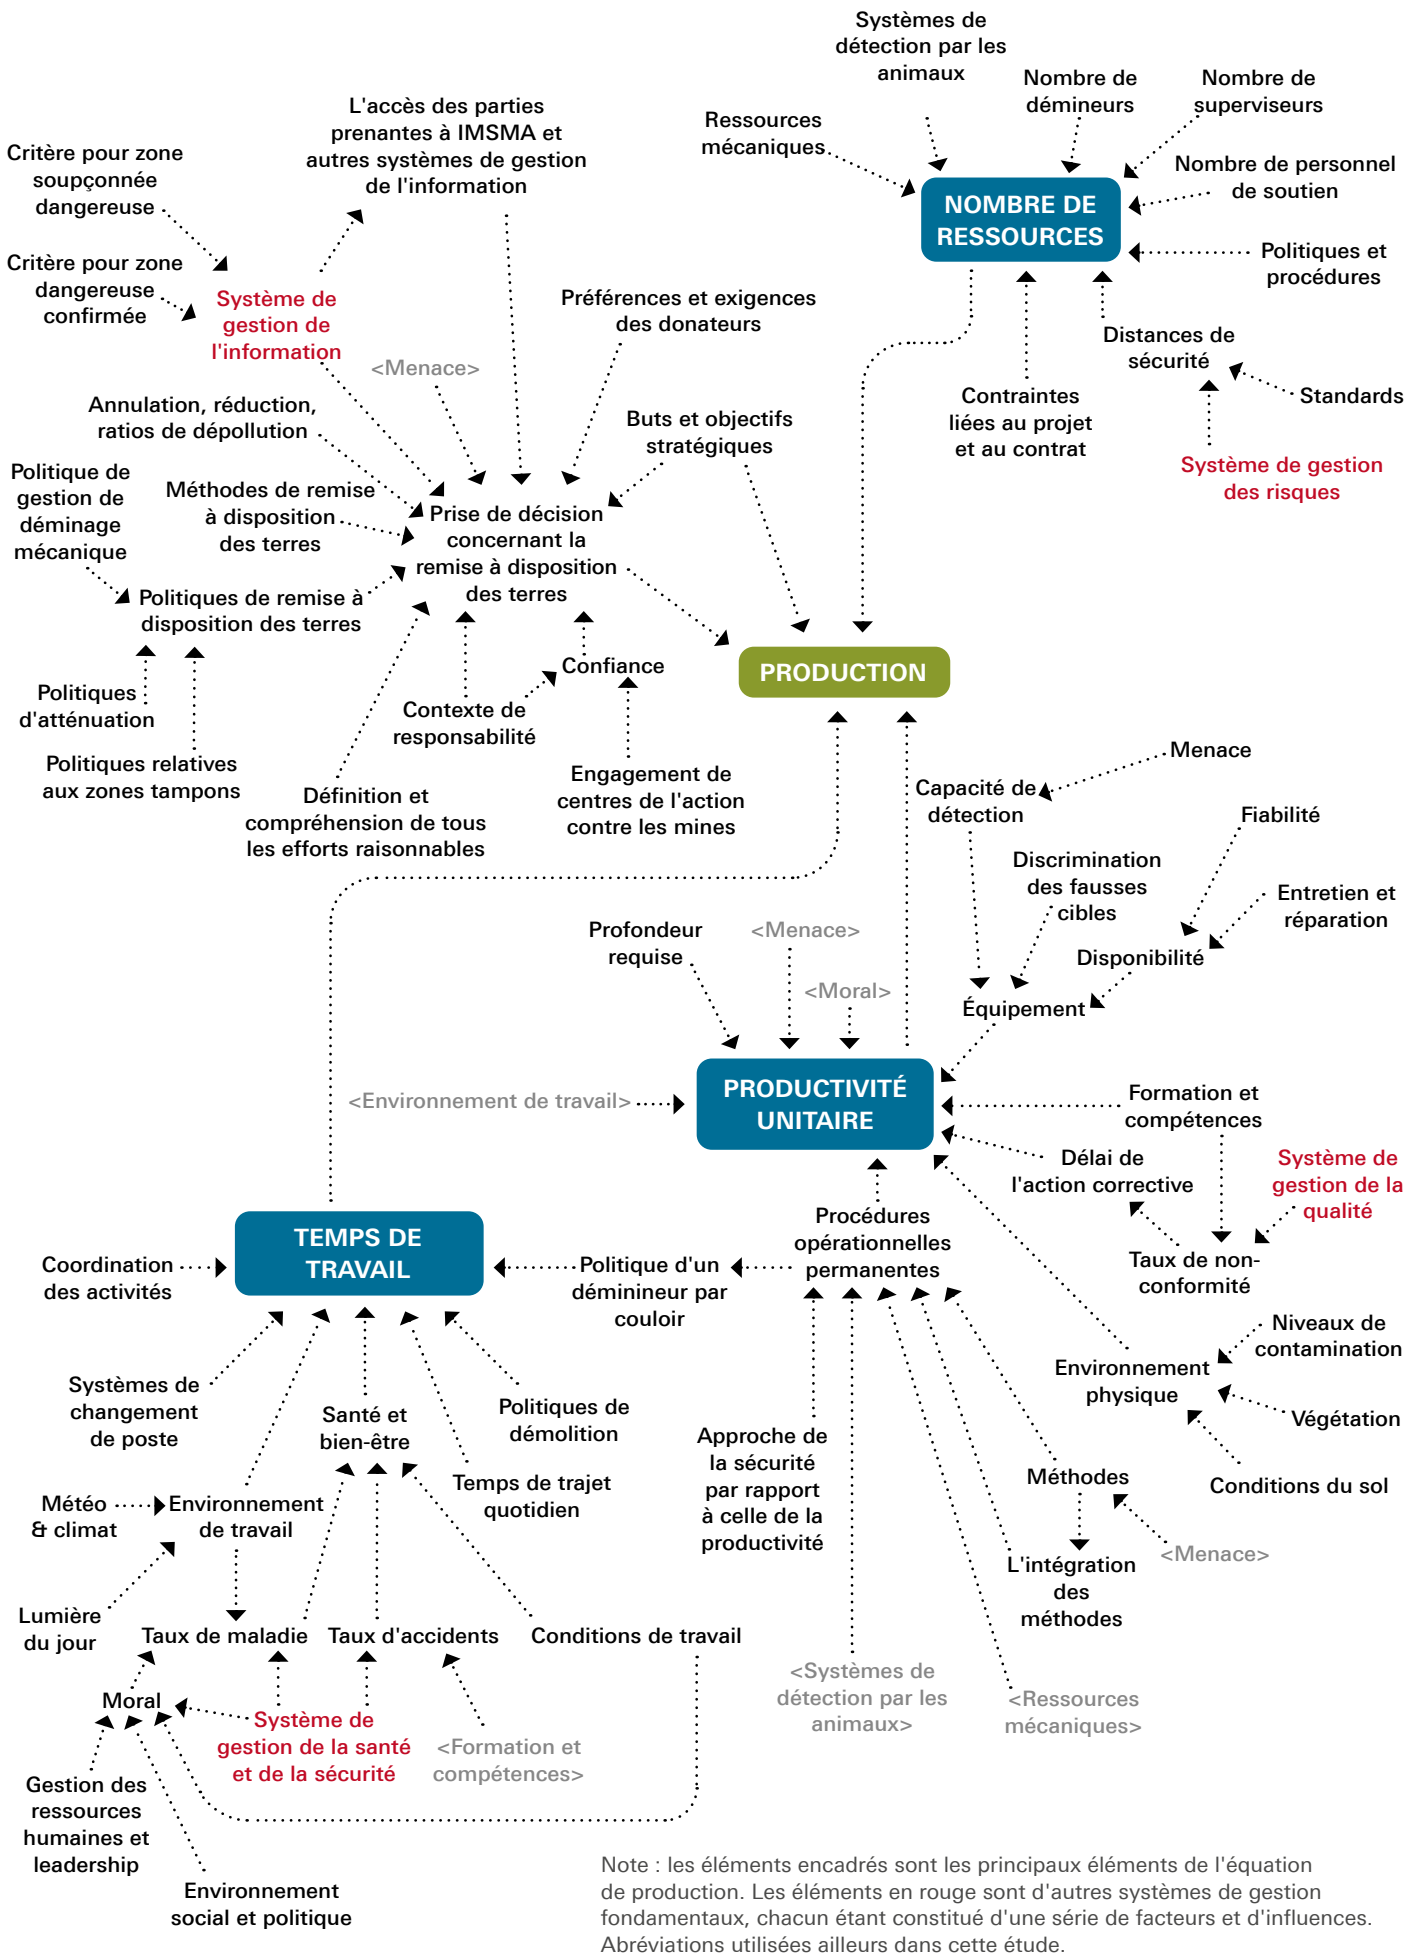 Systèmes de
détection par les
animaux
Nombre de
démineurs
Nombre de
superviseurs
Ressources
mécaniques
Nombre de personnel
de soutien
NOMBRE DE
RESSOURCES
Politiques et
procédures
Distances de
sécurité
Standards
Contraintes
liées au projet
et au contrat
Système de gestion
des risques
L'accès des parties
prenantes à IMSMA et
autres systèmes de gestion
de l'information
Critère pour zone
soupçonnée
dangereuse
Critère pour zone
dangereuse
confirmée
Système de
gestion de
l'information
Préférences et exigences
des donateurs
<Menace>
Annulation, réduction,
ratios de dépollution
Buts et objectifs
stratégiques
Politique de
gestion de
déminage
mécanique
Méthodes de remise
à disposition
des terres
Prise de décision
concernant la
remise à disposition
des terres
Politiques de remise à
disposition des terres
Confiance
PRODUCTION
Politiques
d'atténuation
Contexte de
responsabilité
Politiques relatives
aux zones tampons
Définition et
compréhension de tous
les efforts raisonnables
Engagement de
centres de l'action
contre les mines
Menace
Capacité de
détection
Fiabilité
Discrimination
des fausses
cibles
Entretien et
réparation
Profondeur
requise
<Menace>
Disponibilité
<Moral>
Équipement
<Environnement de travail>
PRODUCTIVITÉ
UNITAIRE
Formation et
compétences
Délai de
l'action corrective
Système de
gestion de la
qualité
Taux de non-
conformité
TEMPS DE
TRAVAIL
Coordination
des activités
Politique d'un
démineur par
couloir
Procédures
opérationnelles
permanentes
Niveaux de
contamination
Environnement
physique
Végétation
Conditions du sol
Systèmes de
changement
de poste
Santé et
bien-être
Politiques de
démolition
Approche de
la sécurité
par rapport
à celle de la
productivité
Méthodes
Temps de trajet
quotidien
Météo
& climat
Environnement
de travail
<Menace>
L'intégration
des
méthodes
Lumière
du jour
Taux de maladie
Taux d'accidents
Conditions de travail
<Systèmes de
détection par les
animaux>
<Ressources
mécaniques>
Moral
Système de
gestion de la santé
et de la sécurité
<Formation et
compétences>
Gestion des
ressources
humaines et
leadership
Environnement
social et politique
Note : les éléments encadrés sont les principaux éléments de l'équation
de production. Les éléments en rouge sont d'autres systèmes de gestion
fondamentaux, chacun étant constitué d'une série de facteurs et d'influences.
Abréviations utilisées ailleurs dans cette étude.